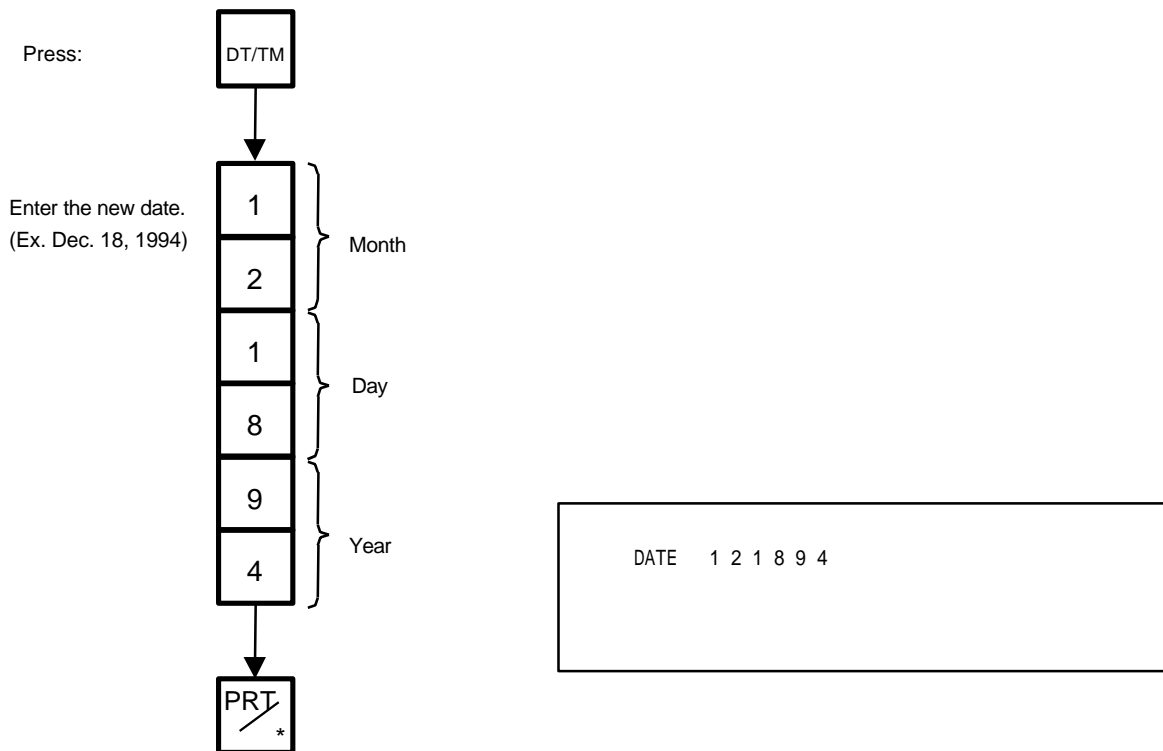 Press:
DT/TM
Enter the new date.
(Ex. Dec. 18, 1994)
1
2
Month
1
8
Day
9
4
Year
DATE 1 2 1 8 9 4
PRT
*